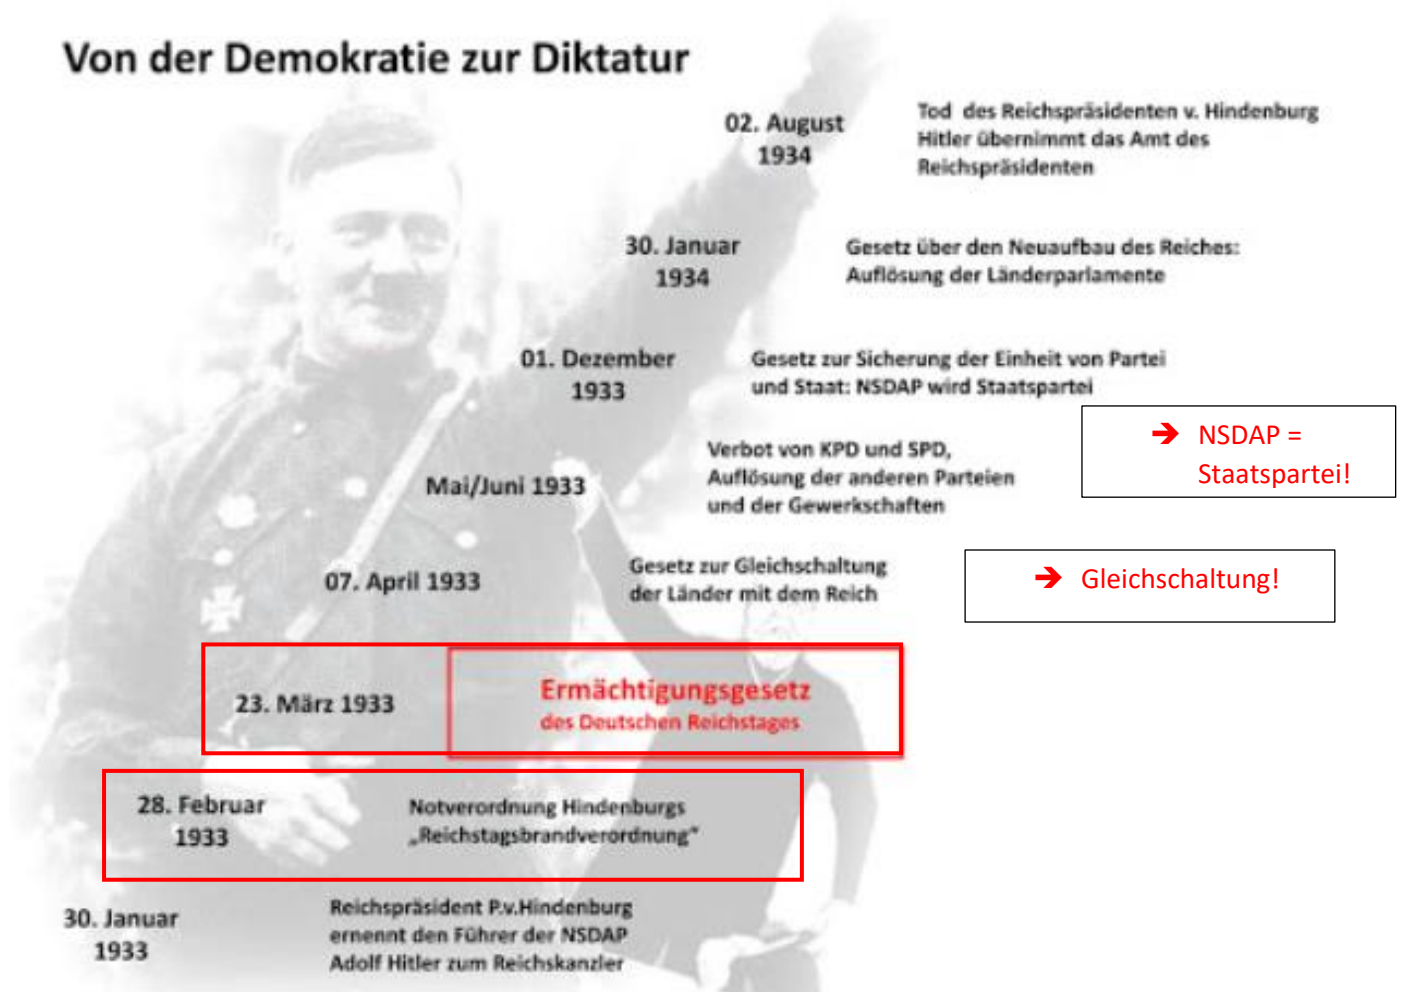 Von der Demokratie zur Diktatur
02. August
1934
Tod des Reichspräsidenten v. Hindenburg
Hitler übernimmt das Amt des
Reichspräsidenten
30. Januar
1934
Gesetz über den Neuaufbau des Reiches:
Auflösung der Länderparlamente
01. Dezember
1933
Gesetz zur Sicherung der Einheit von Partei
und Staat: NSDAP wird Staatspartei
➔ NSDAP =
Staatspartei!
Mai/Juni 1933
Verbot von KPD und SPD,
Auflösung der anderen Parteien
und der Gewerkschaften
07. April 1933
Gesetz zur Gleichschaltung
der Länder mit dem Reich
➔ Gleichschaltung!
23. März 1933
Ermächtigungsgesetz
des Deutschen Reichstages
28. Februar
1933
Notverordnung Hindenburgs
„Reichstagsbrandverordnung“
30. Januar
1933
Reichspräsident P.v.Hindenburg
ernennt den Führer der NSDAP
Adolf Hitler zum Reichskanzler